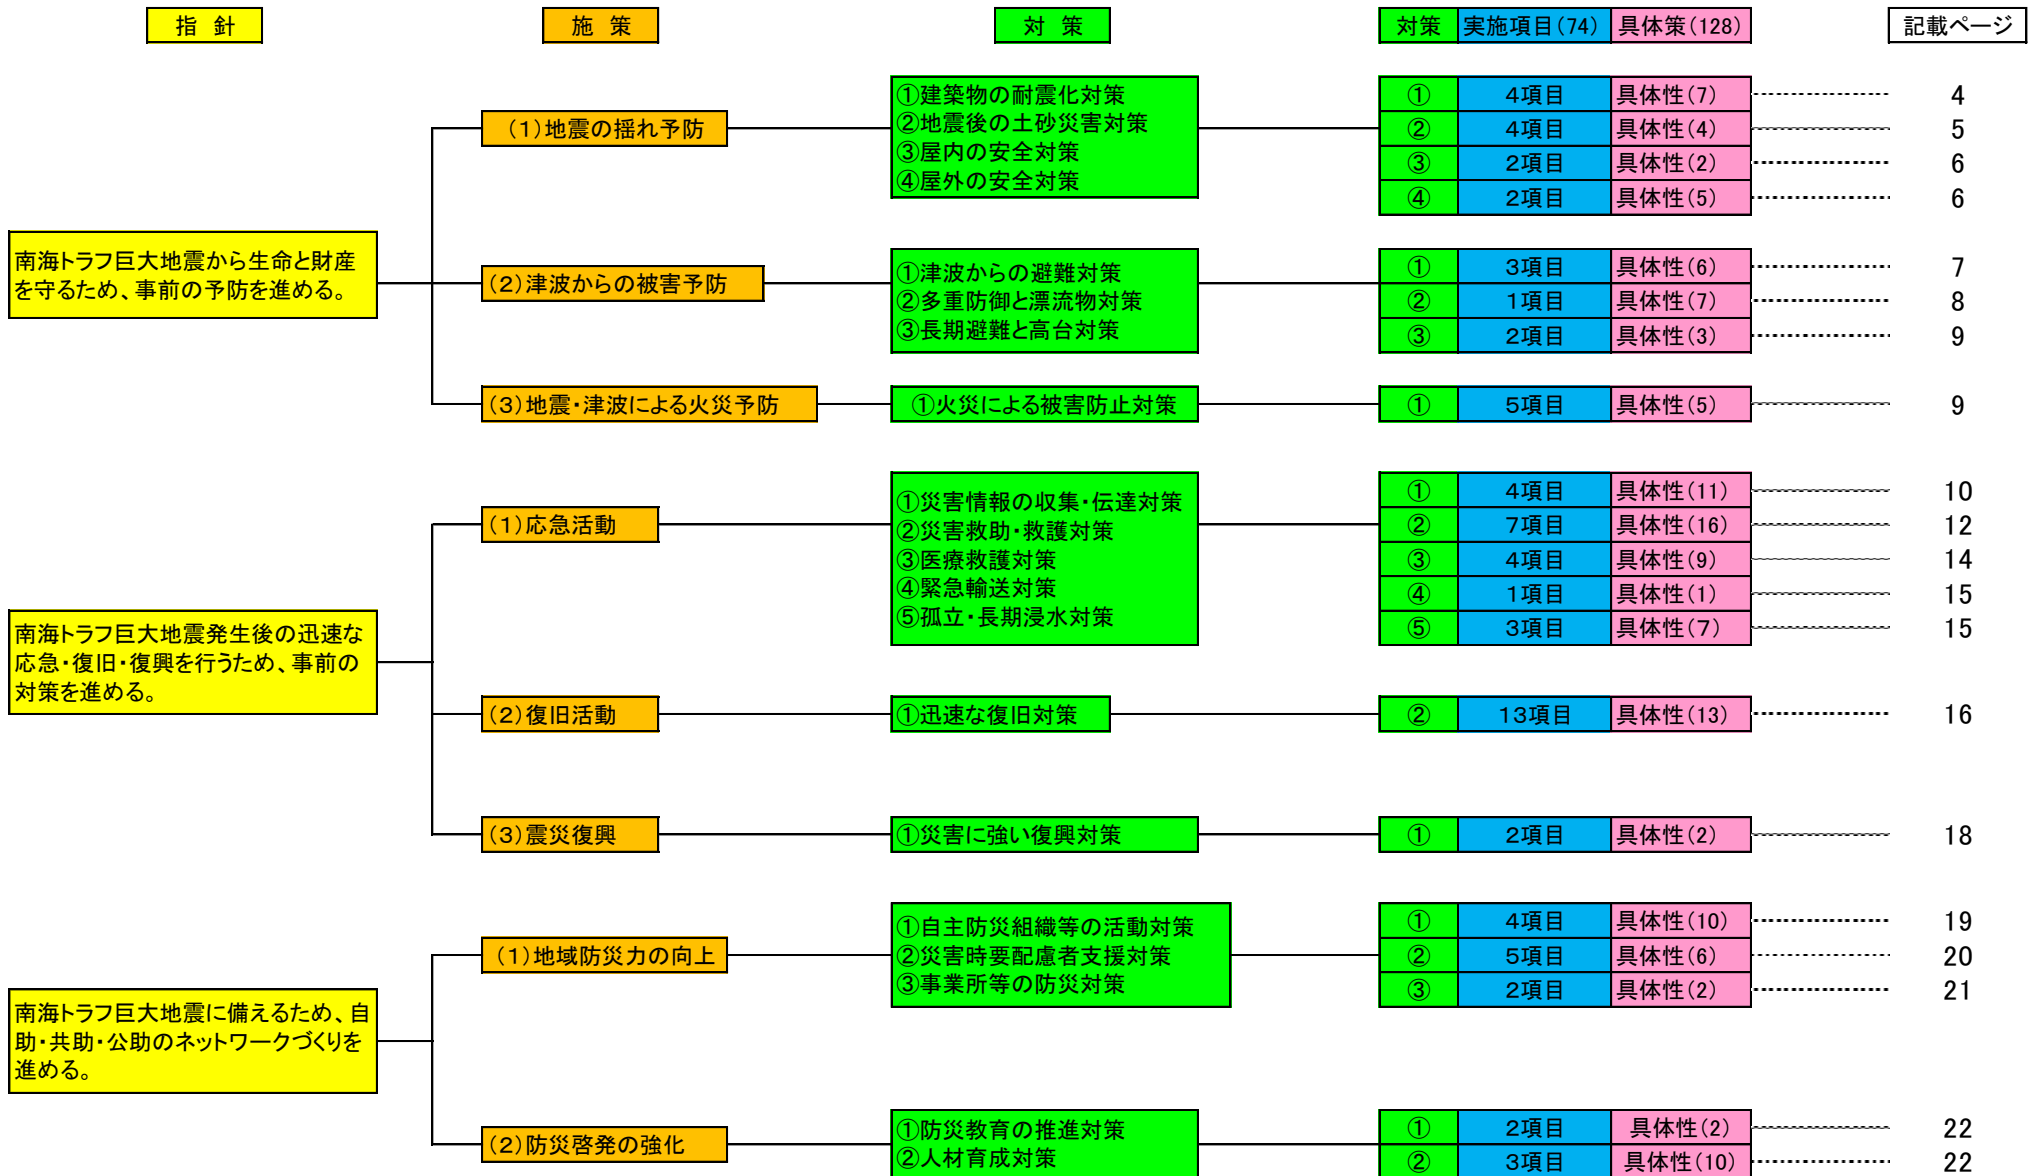 指 針
施 策
対 策
対策 実施項目(74) 具体策(128)
記載ページ
南海トラフ巨大地震から生命と財産
を守るため、事前の予防を進める。
(1)地震の揺れ予防
①建築物の耐震化対策
②地震後の土砂災害対策
③屋内の安全対策
④屋外の安全対策
① 4項目 具体性(7) 4
② 4項目 具体性(4) 5
③ 2項目 具体性(2) 6
④ 2項目 具体性(5) 6
(2)津波からの被害予防
①津波からの避難対策
②多重防御と漂流物対策
③長期避難と高台対策
① 3項目 具体性(6) 7
② 1項目 具体性(7) 8
③ 2項目 具体性(3) 9
(3)地震・津波による火災予防
①火災による被害防止対策
① 5項目 具体性(5) 9
南海トラフ巨大地震発生後の迅速な
応急・復旧・復興を行うため、事前の
対策を進める。
(1)応急活動
①災害情報の収集・伝達対策
②災害救助・救護対策
③医療救護対策
④緊急輸送対策
⑤孤立・長期浸水対策
① 4項目 具体性(11) 10
② 7項目 具体性(16) 12
③ 4項目 具体性(9) 14
④ 1項目 具体性(1) 15
⑤ 3項目 具体性(7) 15
(2)復旧活動
①迅速な復旧対策
② 13項目 具体性(13) 16
(3)震災復興
①災害に強い復興対策
① 2項目 具体性(2) 18
南海トラフ巨大地震に備えるため、自
助・共助・公助のネットワークづくりを
進める。
(1)地域防災力の向上
①自主防災組織等の活動対策
②災害時要配慮者支援対策
③事業所等の防災対策
① 4項目 具体性(10) 19
② 5項目 具体性(6) 20
③ 2項目 具体性(2) 21
(2)防災啓発の強化
①防災教育の推進対策
②人材育成対策
① 2項目 具体性(2) 22
② 3項目 具体性(10) 22